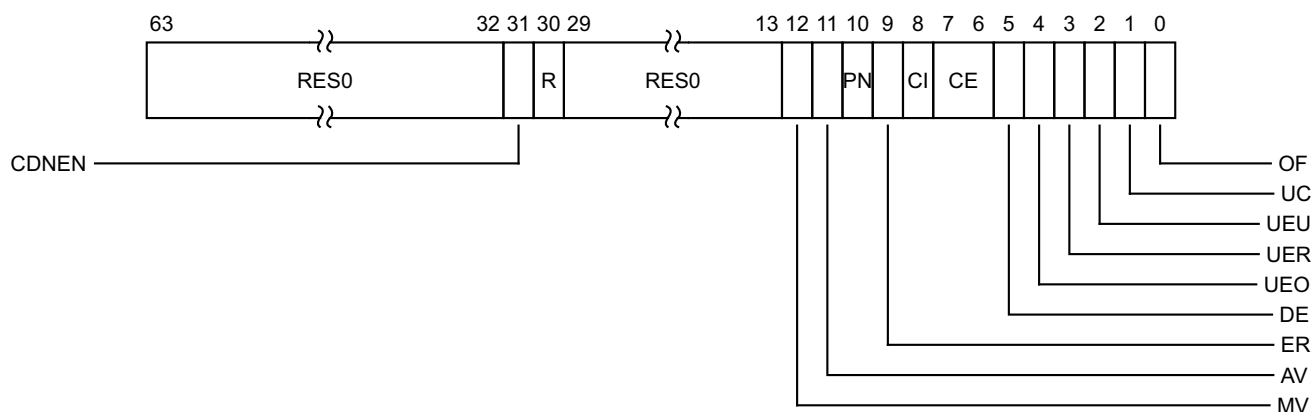 63 32 31 30 29 13 12 11 10 9 8 7 6 5 4 3 2 1 0
RES0 R RES0 PN CI CE
CDNEN OF
UC
UEU
UER
UEO
DE
ER
AV
MV